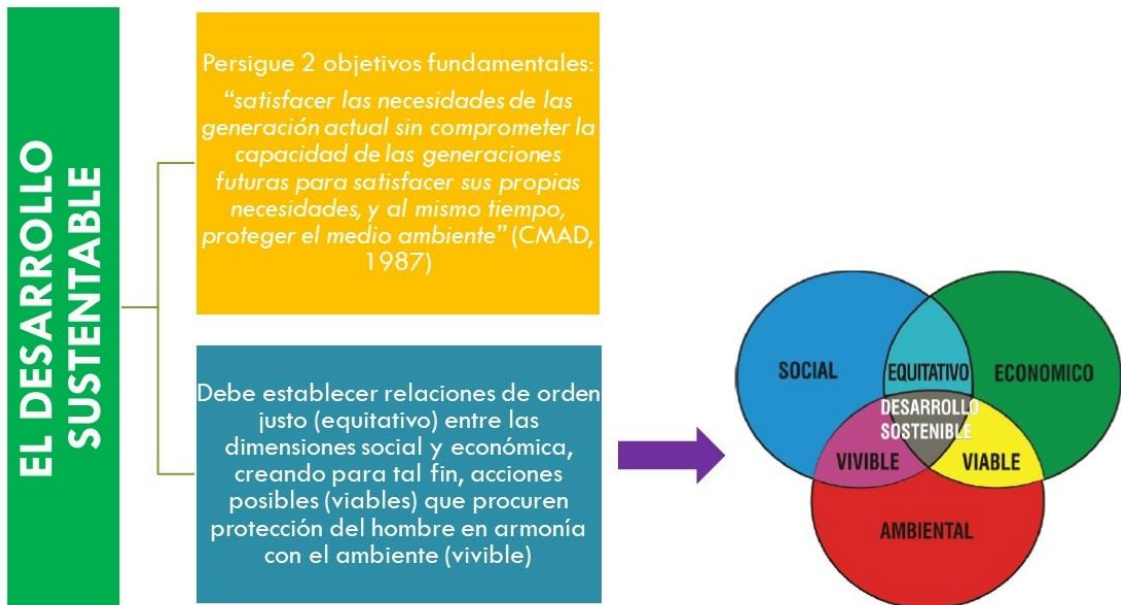 EL DESARROLLO
SUSTENTABLE
Persigue 2 objetivos fundamentales:
“satisfacer las necesidades de las
generación actual sin comprometer la
capacidad de las generaciones
futuras para satisfacer sus propias
necesidades, y al mismo tiempo,
proteger el medio ambiente” (CMAD,
1987)
Debe establecer relaciones de orden
justo (equitativo) entre las
dimensiones social y económica,
creando para tal fin, acciones
posibles (viables) que procuren
protección del hombre en armonía
con el ambiente (vivible)
SOCIAL
EQUITATIVO
ECONOMICO
DESARROLLO
SOSTENIBLE
VIVIBLE
VIABLE
AMBIENTAL